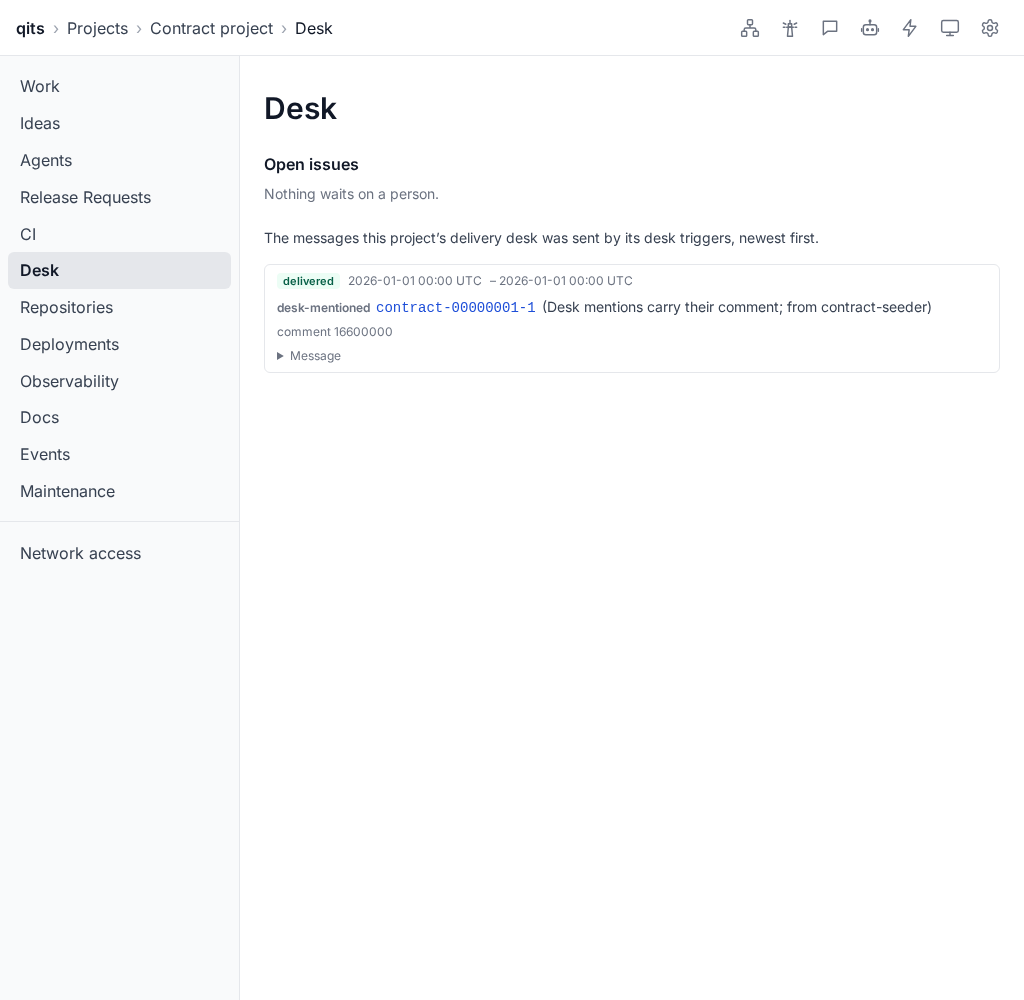 qits › Projects › Contract project › Desk
Work
Ideas
Agents
Release Requests
CI
Desk
Repositories
Deployments
Observability
Docs
Events
Maintenance
Network access
Desk
Open issues
Nothing waits on a person.
The messages this project’s delivery desk was sent by its desk triggers, newest first.
delivered 2026-01-01 00:00 UTC – 2026-01-01 00:00 UTC
desk-mentioned contract-00000001-1 (Desk mentions carry their comment; from contract-seeder)
comment 16600000
Message